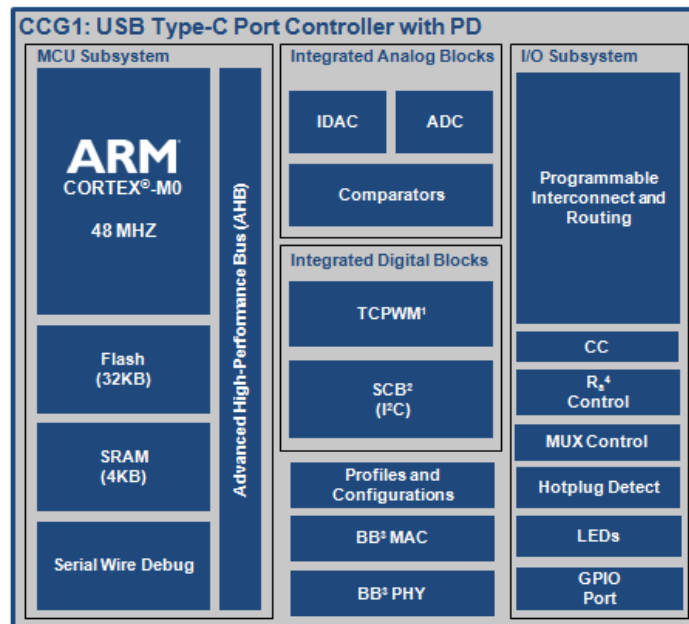 CCG1: USB Type-C Port Controller with PD
MCU Subsystem
ARM®
CORTEX®-M0
48 MHZ
Flash
(32KB)
SRAM
(4KB)
Serial Wire Debug
Advanced High-Performance Bus (AHB)
Integrated Analog Blocks
IDAC
ADC
Comparators
Integrated Digital Blocks
TCPWM¹
SCB²
(I²C)
Profiles and
Configurations
BB³ MAC
BB³ PHY
I/O Subsystem
Programmable
Interconnect and
Routing
CC
Rₐ⁴
Control
MUX Control
Hotplug Detect
LEDs
GPIO
Port